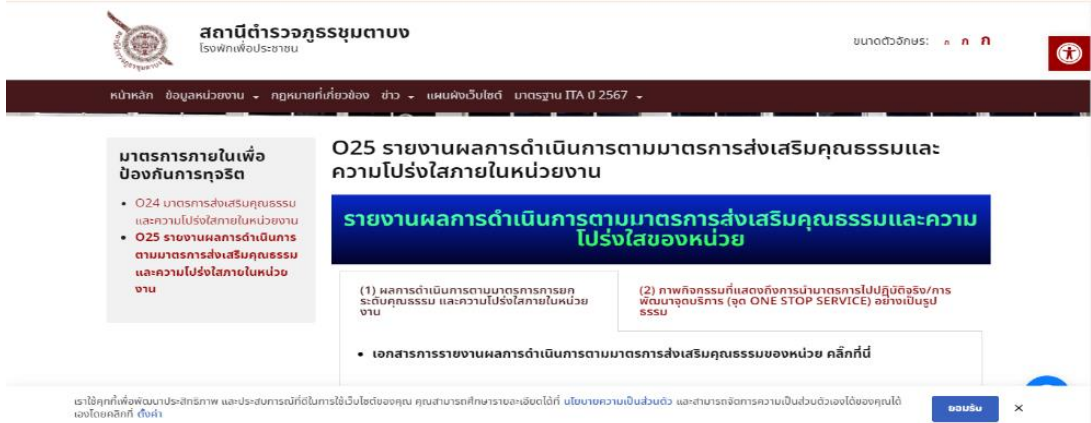 สถานีตำรวจภูธรชุมตาบง
โรงพักเพื่อประชาชน
ขนาดตัวอักษร: ก ก ก
หน้าหลัก ข้อมูลหน่วยงาน กฎหมายที่เกี่ยวข้อง ข่าว แผนผังเว็บไซต์ มาตรฐาน ITA ปี 2567
มาตรการภายในเพื่อ
ป้องกันการทุจริต
• O24 มาตรการส่งเสริมคุณธรรม
และความโปร่งใสภายในหน่วยงาน
• O25 รายงานผลการดำเนินการ
ตามมาตรการส่งเสริมคุณธรรม
และความโปร่งใสภายในหน่วย
งาน
O25 รายงานผลการดำเนินการตามมาตรการส่งเสริมคุณธรรมและ
ความโปร่งใสภายในหน่วยงาน
รายงานผลการดำเนินการตามมาตรการส่งเสริมคุณธรรมและความ
โปร่งใสของหน่วย
(1) ผลการดำเนินการตามมาตรการการยก
ระดับคุณธรรม และความโปร่งใสภายในหน่วย
งาน
(2) ภาพกิจกรรมที่แสดงถึงการนำมาตรการไปปฏิบัติจริง/การ
พัฒนาจุดบริการ (จุด ONE STOP SERVICE) อย่างเป็นรูป
ธรรม
• เอกสารการรายงานผลการดำเนินการตามมาตรการส่งเสริมคุณธรรมของหน่วย คลิ๊กที่นี่
เราใช้คุกกี้เพื่อพัฒนาประสิทธิภาพ และประสบการณ์ที่ดีในการใช้เว็บไซต์ของคุณ คุณสามารถศึกษารายละเอียดได้ที่ นโยบายความเป็นส่วนตัว และสามารถจัดการความเป็นส่วนตัวเองได้ของคุณได้
เองโดยคลิกที่ ตั้งค่า
ยอมรับ ×